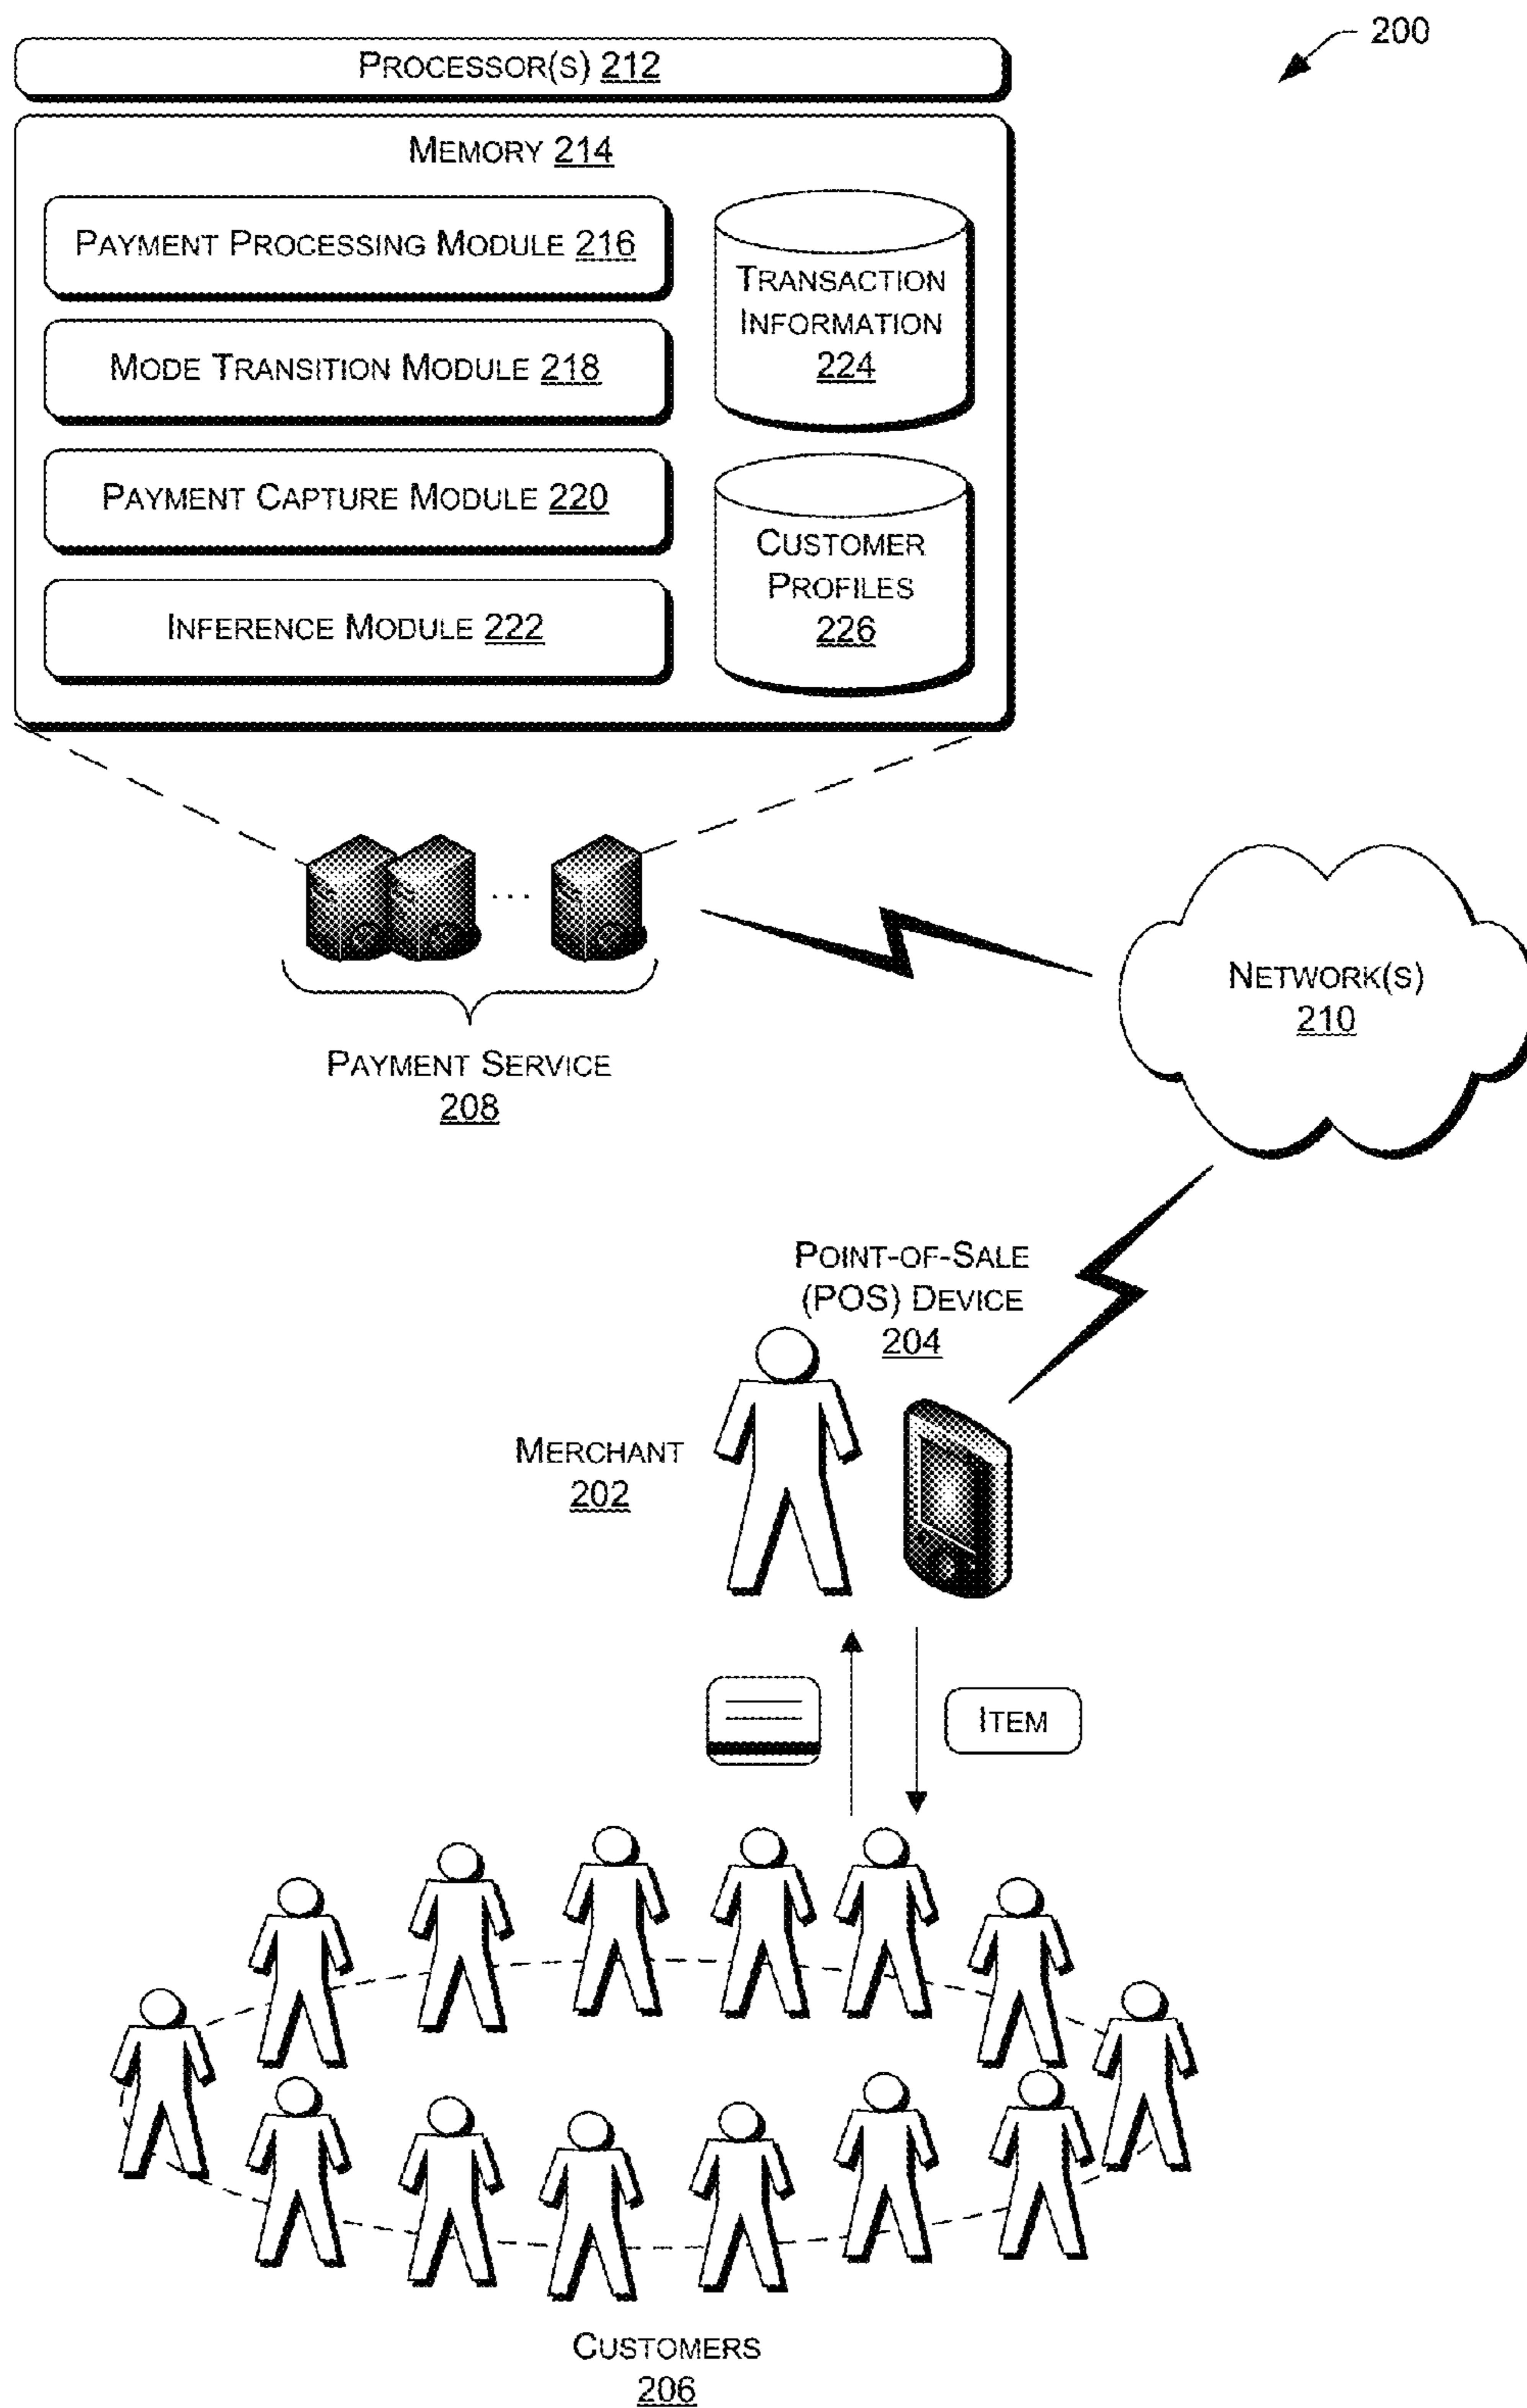 200
PROCESSOR(S) 212
MEMORY 214
PAYMENT PROCESSING MODULE 216
MODE TRANSITION MODULE 218
PAYMENT CAPTURE MODULE 220
INFERENCE MODULE 222
TRANSACTION
INFORMATION
224
CUSTOMER
PROFILES
226
PAYMENT SERVICE
208
NETWORK(S)
210
POINT-OF-SALE
(POS) DEVICE
204
MERCHANT
202
ITEM
CUSTOMERS
206